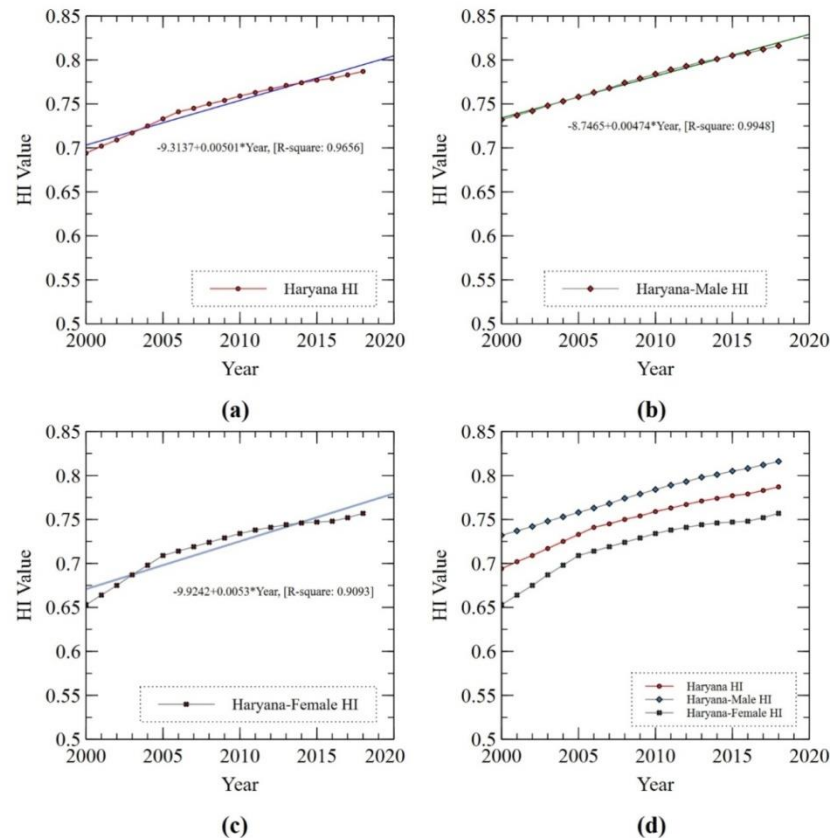 0.85
0.8
0.75
0.7
0.65
0.6
0.55
0.5
HI Value
-9.3137+0.00501*Year, [R-square: 0.9656]
Haryana HI
2000 2005 2010 2015 2020
Year
(a)
0.85
0.8
0.75
0.7
0.65
0.6
0.55
0.5
HI Value
-8.7465+0.00474*Year, [R-square: 0.9948]
Haryana-Male HI
2000 2005 2010 2015 2020
Year
(b)
0.85
0.8
0.75
0.7
0.65
0.6
0.55
0.5
HI Value
-9.9242+0.0053*Year, [R-square: 0.9093]
Haryana-Female HI
2000 2005 2010 2015 2020
Year
(c)
0.85
0.8
0.75
0.7
0.65
0.6
0.55
0.5
HI Value
Haryana HI
Haryana-Male HI
Haryana-Female HI
2000 2005 2010 2015 2020
Year
(d)